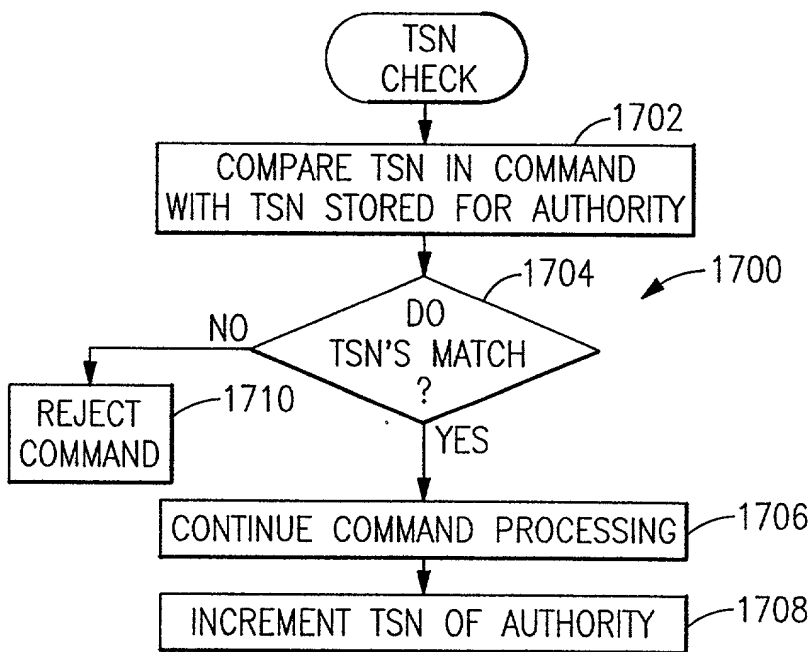 TSN
CHECK
1702
COMPARE TSN IN COMMAND
WITH TSN STORED FOR AUTHORITY
1704
1700
DO
TSN'S MATCH
?
NO
YES
REJECT
COMMAND
1710
CONTINUE COMMAND PROCESSING
1706
INCREMENT TSN OF AUTHORITY
1708